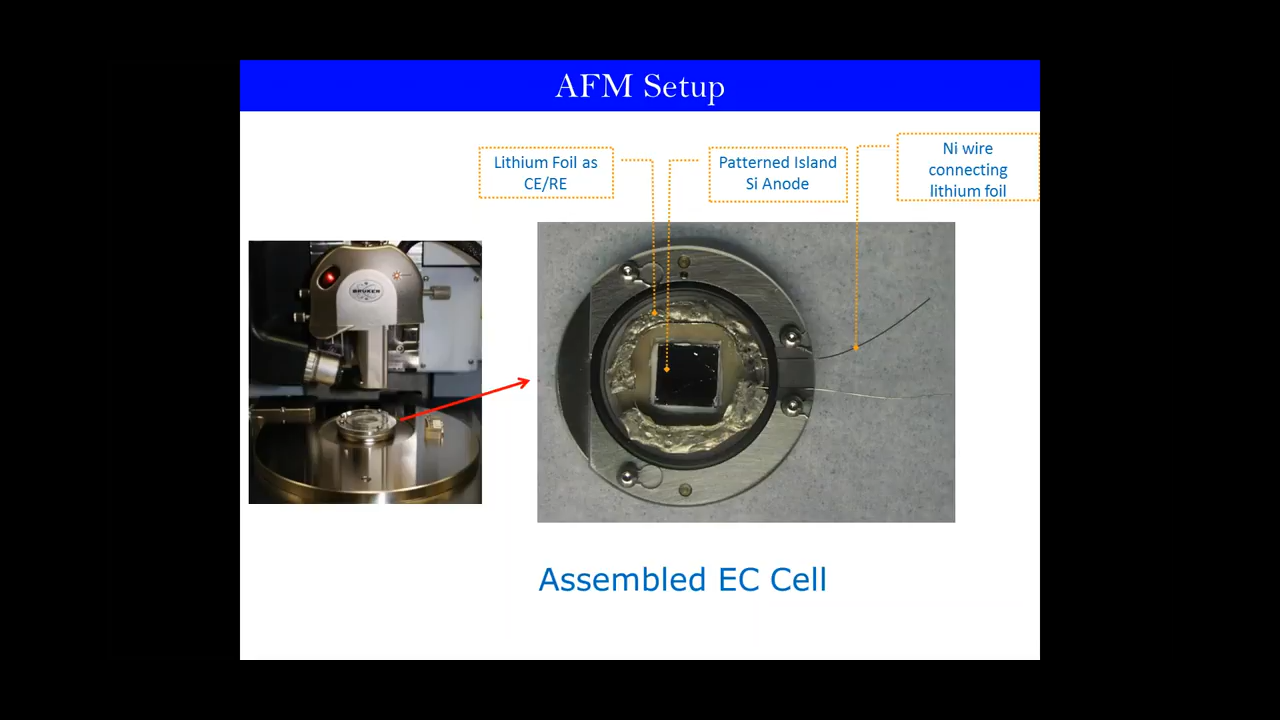 AFM Setup
Lithium Foil as
CE/RE
Patterned Island
Si Anode
Ni wire
connecting
lithium foil
BRUKER
Assembled EC Cell